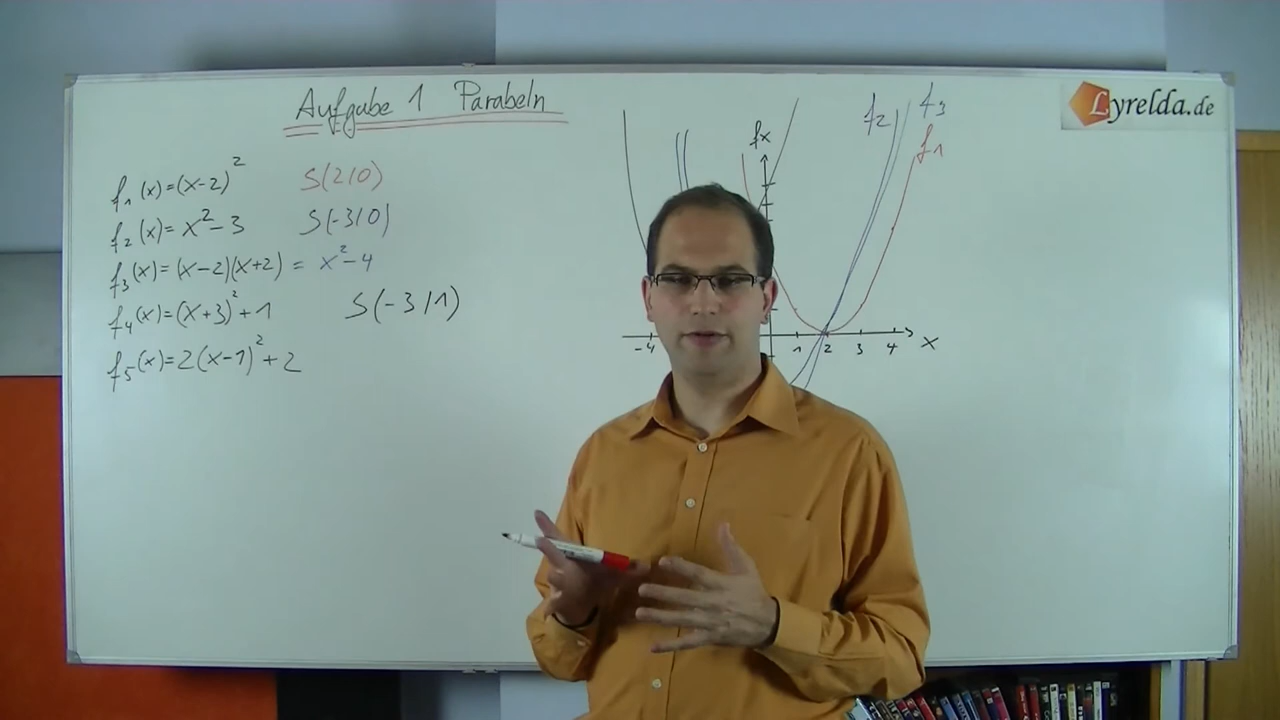 Aufgabe 1 Parabeln
f₁(x)=(x-2)² S(2/0)
f₂(x)=x²-3 S(-3/0)
f₃(x)=(x-2)(x+2) = x²-4
f₄(x)=(x+3)²+1 S(-3/1)
f₅(x)=2(x-1)²+2
Lyrelda.de
f₂ f₃
fx f₁
-4 1 2 3 4 x